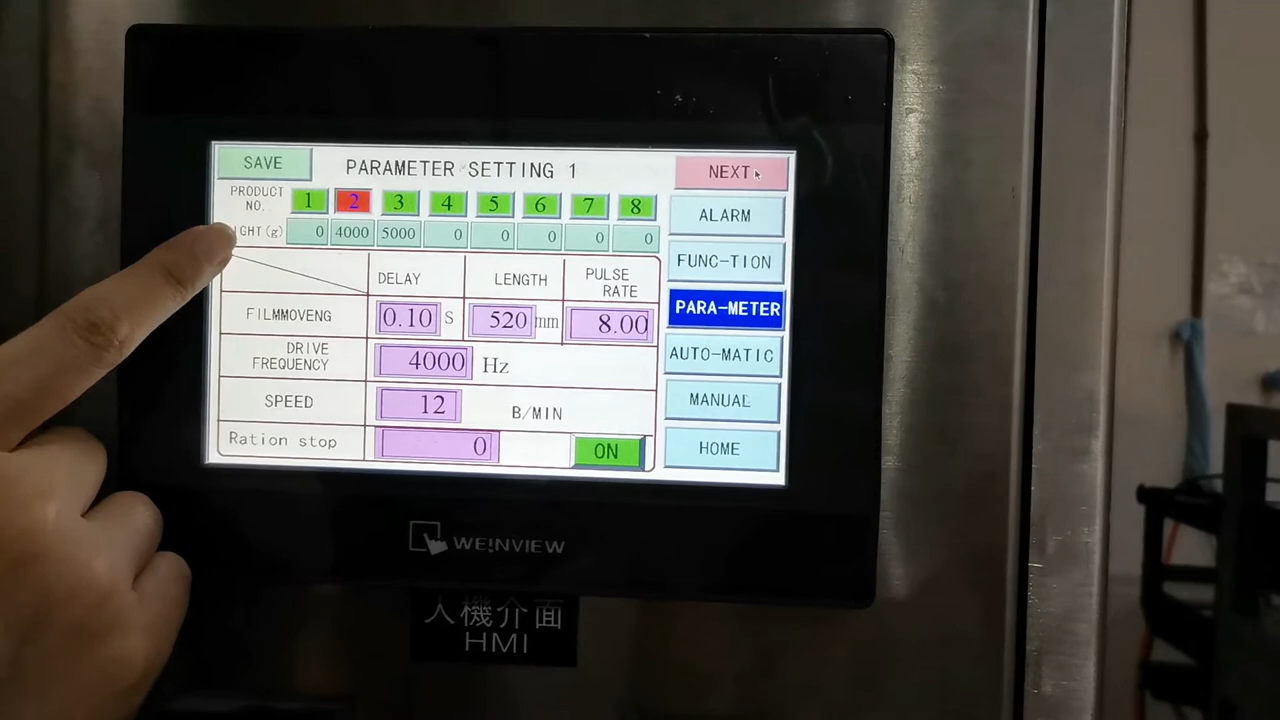 SAVE PARAMETER SETTING 1 NEXT
PRODUCT NO. 1 2 3 4 5 6 7 8
ALARM
(g) 0 4000 5000 0 0 0 0 0
FUNC-TION
DELAY LENGTH PULSE RATE
PARA-METER
FILMMOVENG 0.10 S 520 mm 8.00
AUTO-MATIC
DRIVE FREQUENCY 4000 Hz
MANUAL
SPEED 12 B/MIN
Ration stop 0 ON
HOME
WE!NVIEW
人機介面
HMI